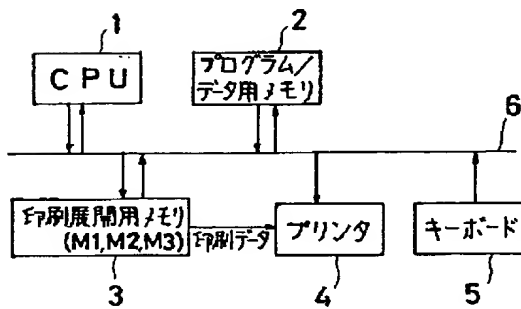 1
CPU
2
プログラム/
データ用メモリ
6
印刷展開用メモリ
(M1,M2,M3)
3
印刷データ
プリンタ
4
キーボード
5